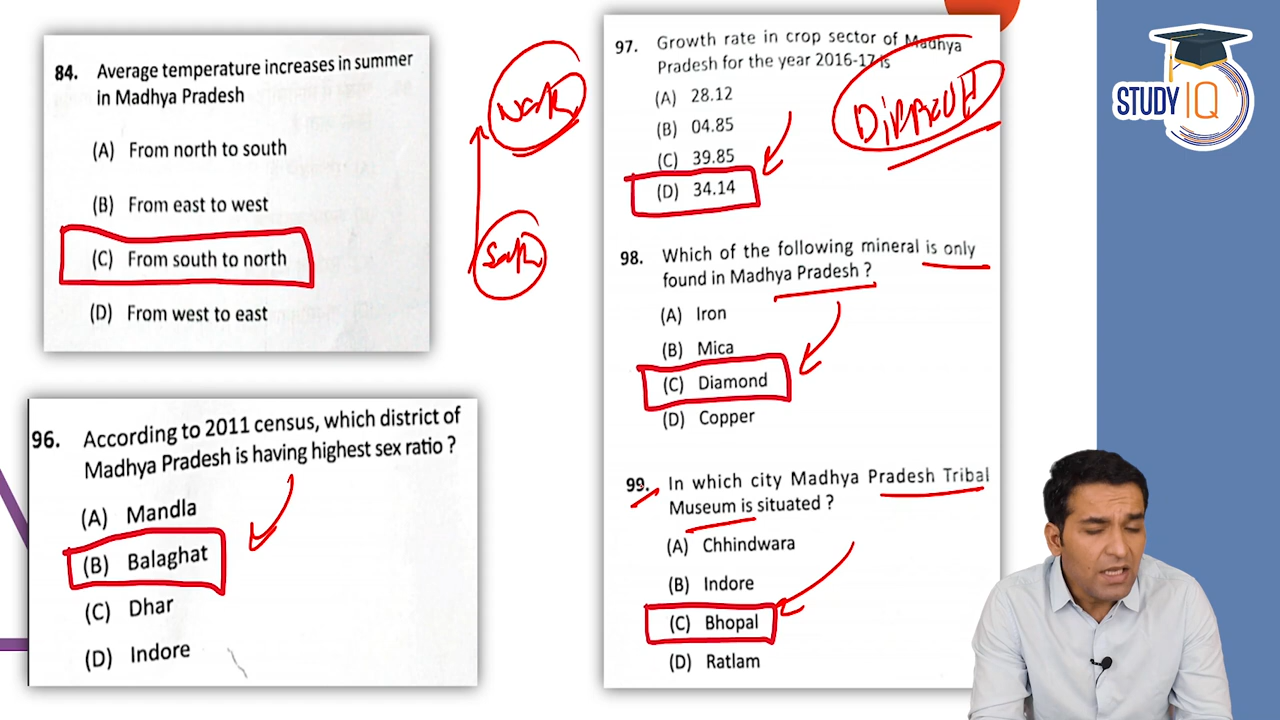 84. Average temperature increases in summer
in Madhya Pradesh
(A) From north to south
(B) From east to west
(C) From south to north
(D) From west to east
North
South
96. According to 2011 census, which district of
Madhya Pradesh is having highest sex ratio ?
(A) Mandla
(B) Balaghat
(C) Dhar
(D) Indore
97. Growth rate in crop sector of Madhya
Pradesh for the year 2016-17 is
(A) 28.12
(B) 04.85
(C) 39.85
(D) 34.14
98. Which of the following mineral is only
found in Madhya Pradesh ?
(A) Iron
(B) Mica
(C) Diamond
(D) Copper
99. In which city Madhya Pradesh Tribal
Museum is situated ?
(A) Chhindwara
(B) Indore
(C) Bhopal
(D) Ratlam
STUDY IQ